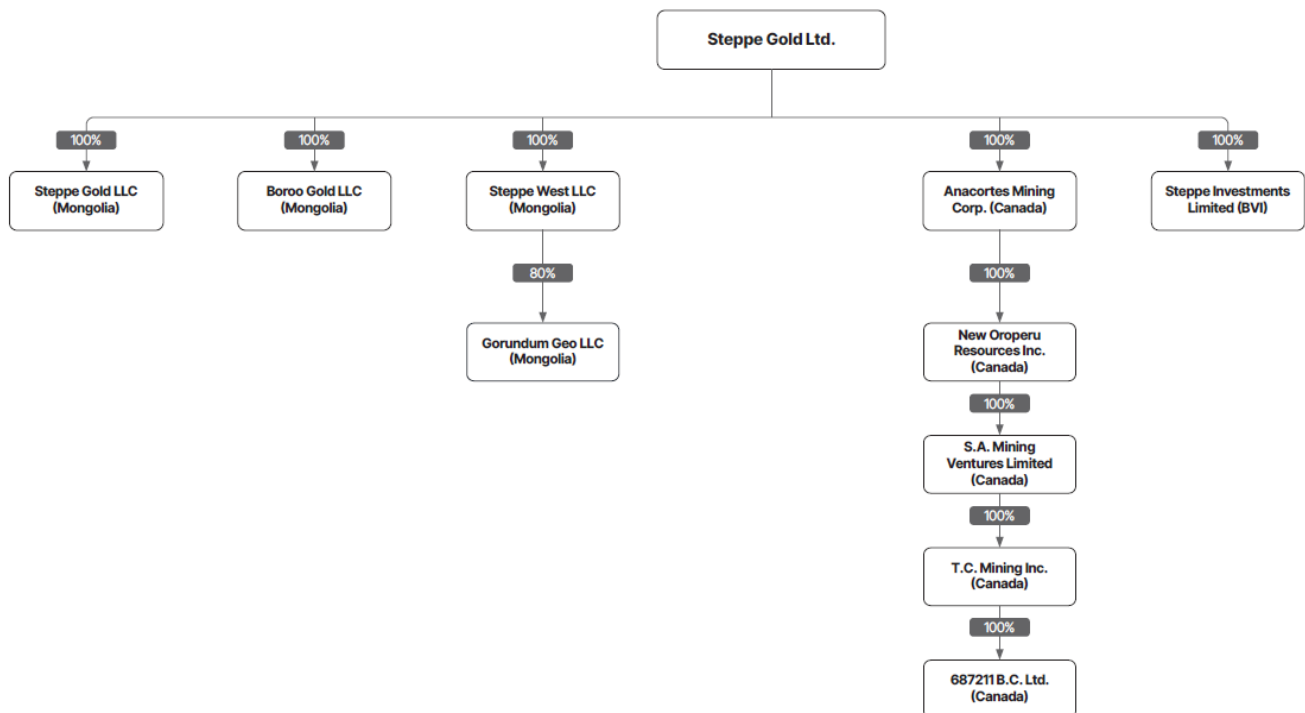 Steppe Gold Ltd.
100%
100%
100%
100%
100%
Steppe Gold LLC
(Mongolia)
Boroo Gold LLC
(Mongolia)
Steppe West LLC
(Mongolia)
Anacortes Mining
Corp. (Canada)
Steppe Investments
Limited (BVI)
80%
100%
Gorundum Geo LLC
(Mongolia)
New Oroperu
Resources Inc.
(Canada)
100%
S.A. Mining
Ventures Limited
(Canada)
100%
T.C. Mining Inc.
(Canada)
100%
687211 B.C. Ltd.
(Canada)